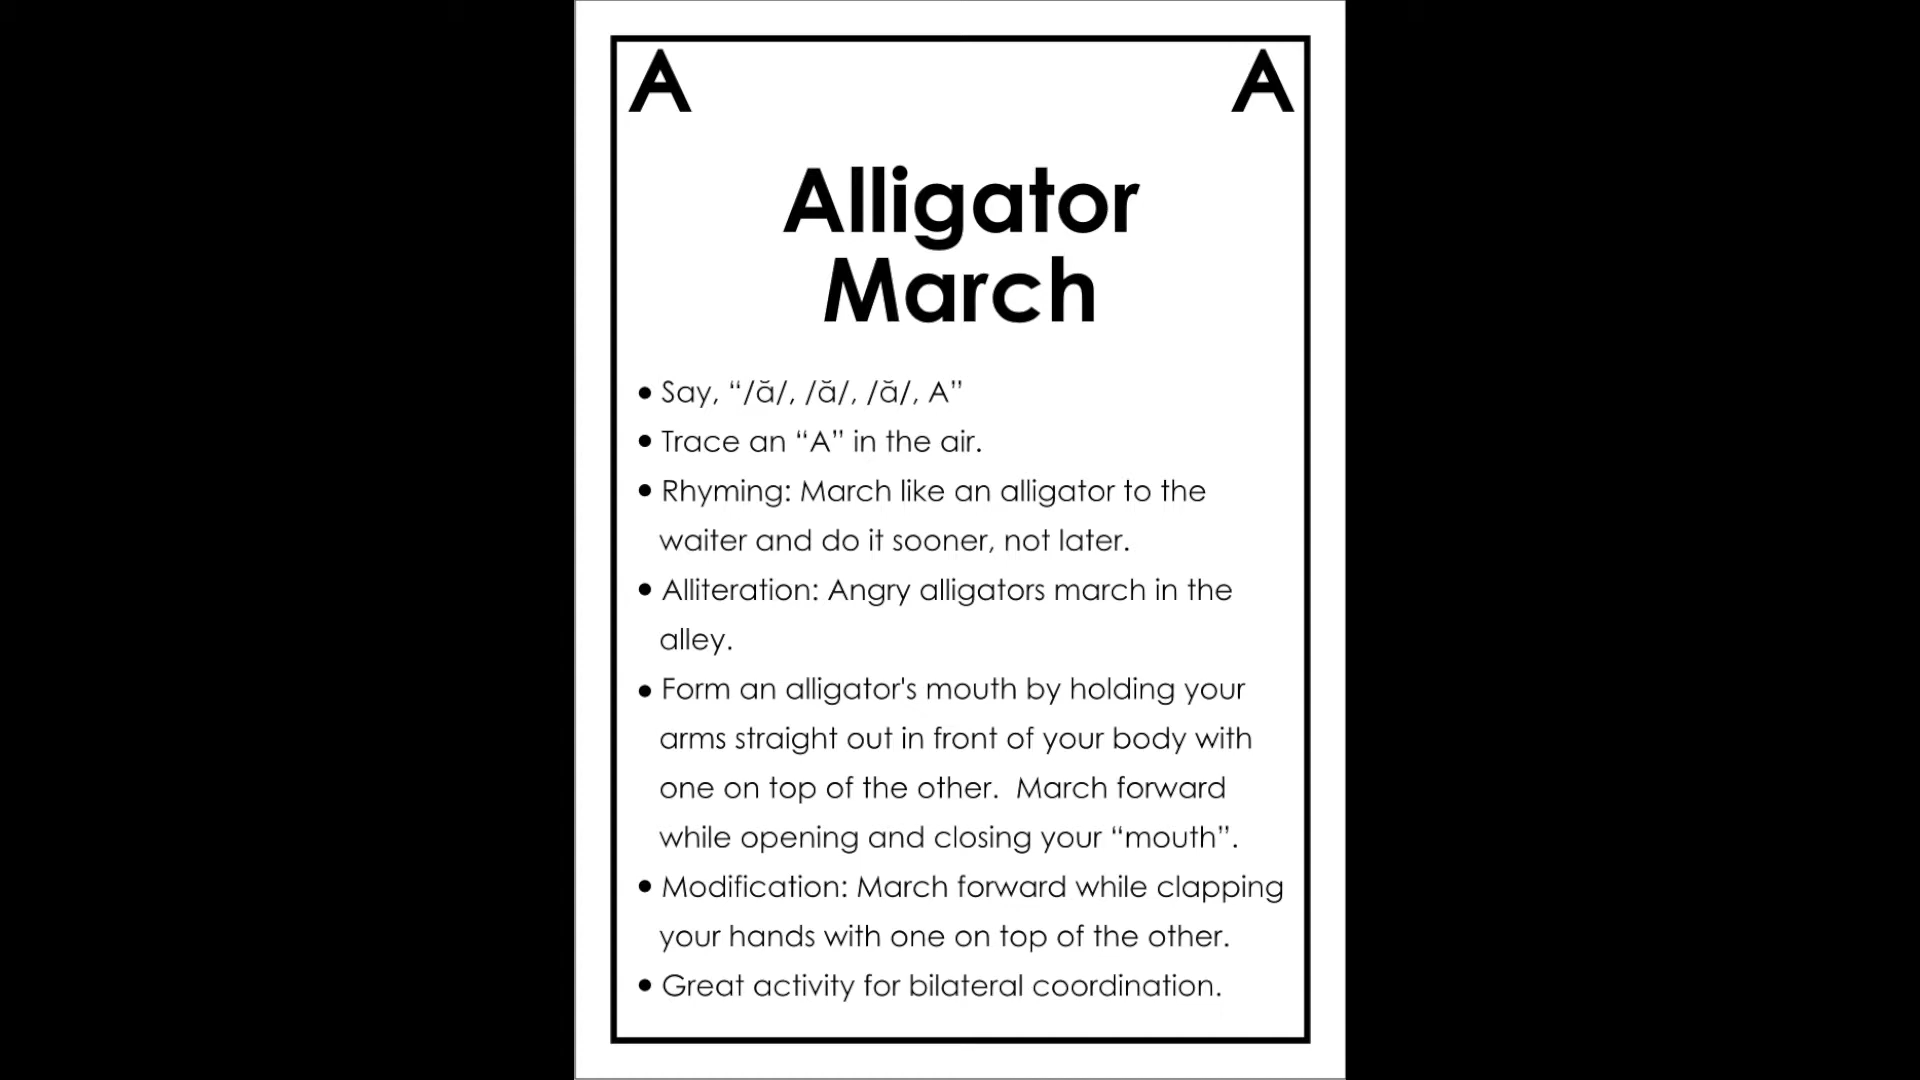 A A
Alligator
March
• Say, “/ă/, /ă/, /ă/, A”
• Trace an “A” in the air.
• Rhyming: March like an alligator to the
waiter and do it sooner, not later.
• Alliteration: Angry alligators march in the
alley.
• Form an alligator's mouth by holding your
arms straight out in front of your body with
one on top of the other.  March forward
while opening and closing your “mouth”.
• Modification: March forward while clapping
your hands with one on top of the other.
• Great activity for bilateral coordination.